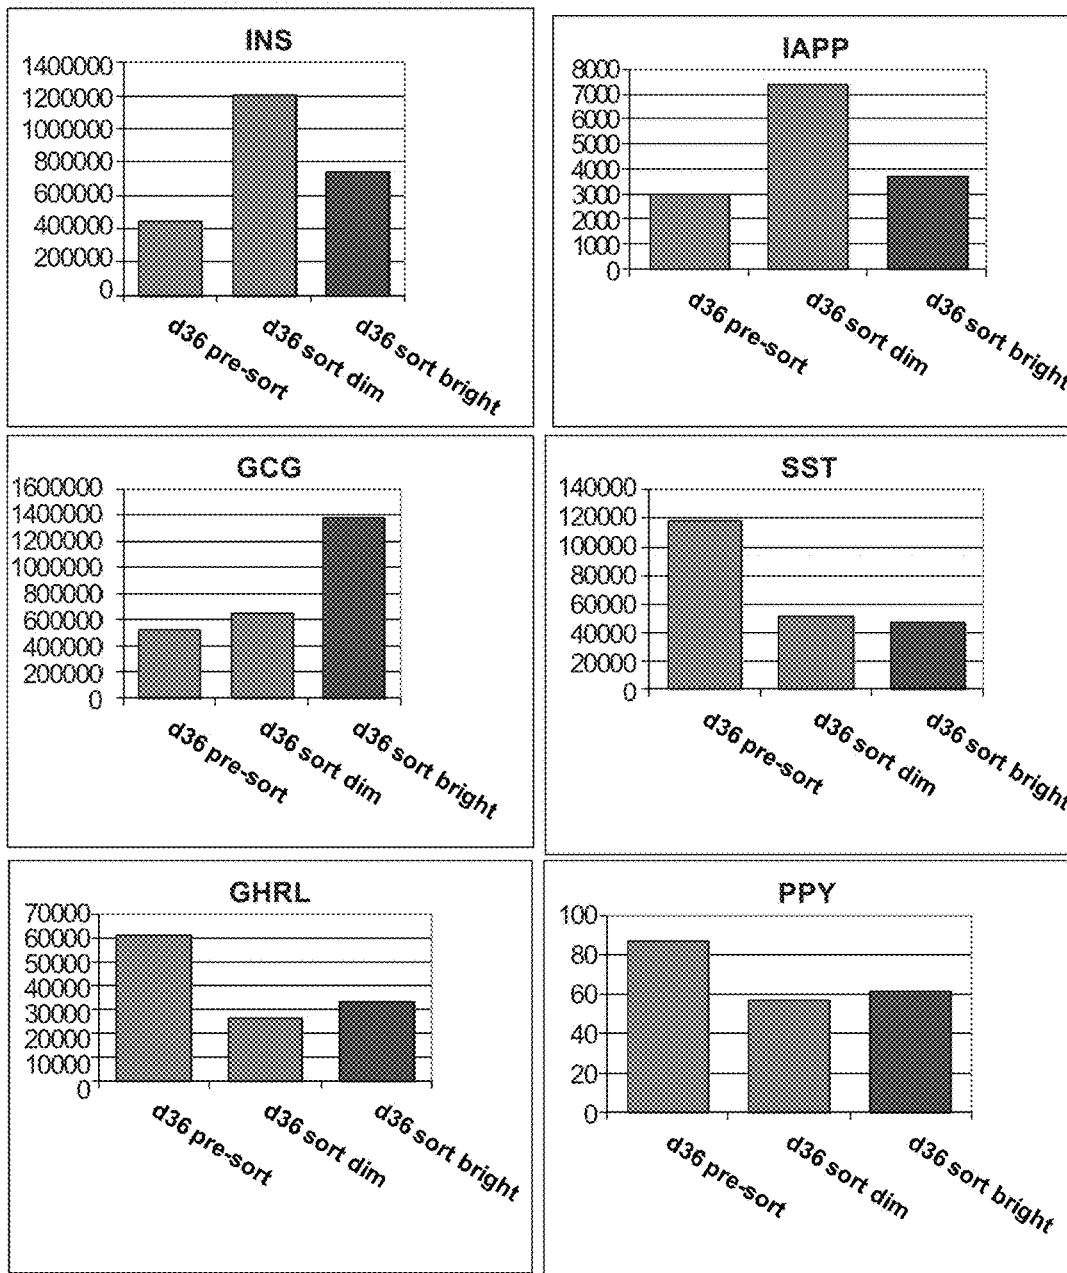 INS
1400000
1200000
1000000
800000
600000
400000
200000
0
d36 pre-sort
d36 sort dim
d36 sort bright
IAPP
8000
7000
6000
5000
4000
3000
2000
1000
0
d36 pre-sort
d36 sort dim
d36 sort bright
GCG
1600000
1400000
1200000
1000000
800000
600000
400000
200000
0
d36 pre-sort
d36 sort dim
d36 sort bright
SST
140000
120000
100000
80000
60000
40000
20000
0
d36 pre-sort
d36 sort dim
d36 sort bright
GHRL
70000
60000
50000
40000
30000
20000
10000
0
d36 pre-sort
d36 sort dim
d36 sort bright
PPY
100
80
60
40
20
0
d36 pre-sort
d36 sort dim
d36 sort bright